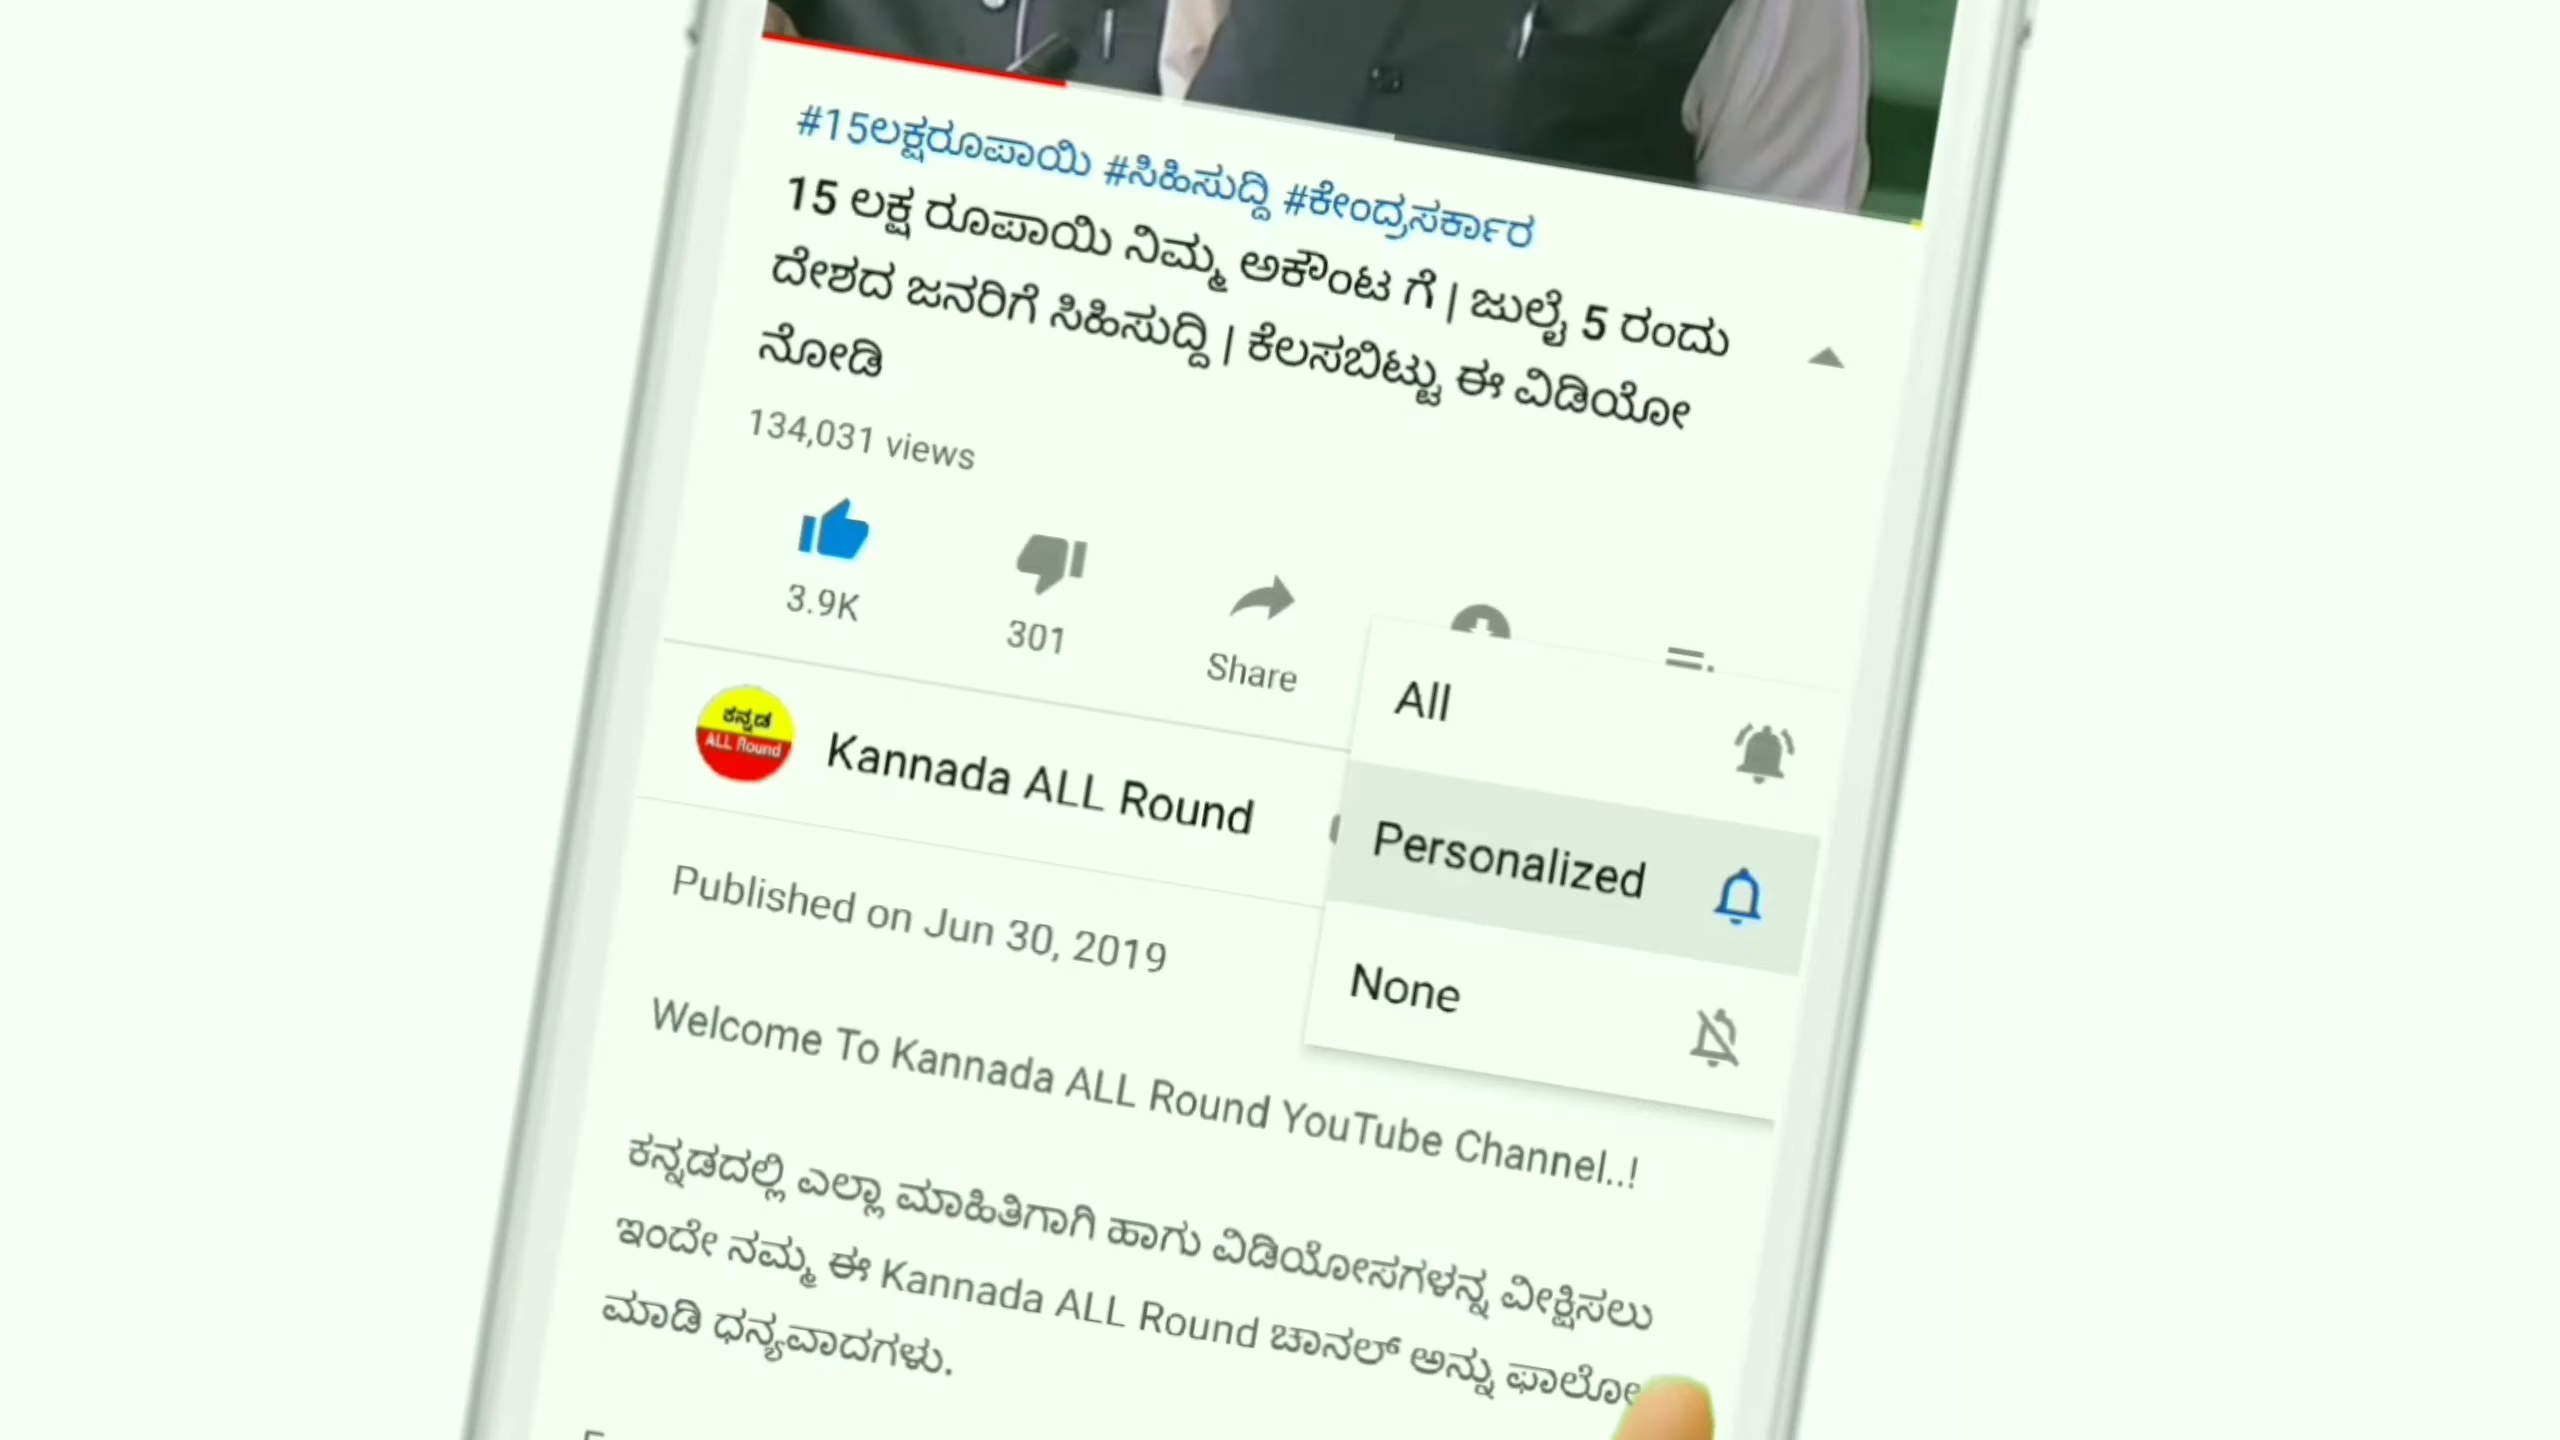 #15ಲಕ್ಷರೂಪಾಯಿ #ಸಿಹಿಸುದ್ದಿ #ಕೇಂದ್ರಸರ್ಕಾರ
15 ಲಕ್ಷ ರೂಪಾಯಿ ನಿಮ್ಮ ಅಕೌಂಟ ಗೆ | ಜುಲೈ 5 ರಂದು
ದೇಶದ ಜನರಿಗೆ ಸಿಹಿಸುದ್ದಿ | ಕೆಲಸಬಿಟ್ಟು ಈ ವಿಡಿಯೋ
ನೋಡಿ
134,031 views
3.9K
301
Share
All
Personalized
None
ಕನ್ನಡ
ALL Round
Kannada ALL Round
Published on Jun 30, 2019
Welcome To Kannada ALL Round YouTube Channel..!
ಕನ್ನಡದಲ್ಲಿ ಎಲ್ಲಾ ಮಾಹಿತಿಗಾಗಿ ಹಾಗು ವಿಡಿಯೋಸಗಳನ್ನ ವೀಕ್ಷಿಸಲು
ಇಂದೇ ನಮ್ಮ ಈ Kannada ALL Round ಚಾನಲ್ ಅನ್ನು ಫಾಲೋ
ಮಾಡಿ ಧನ್ಯವಾದಗಳು.